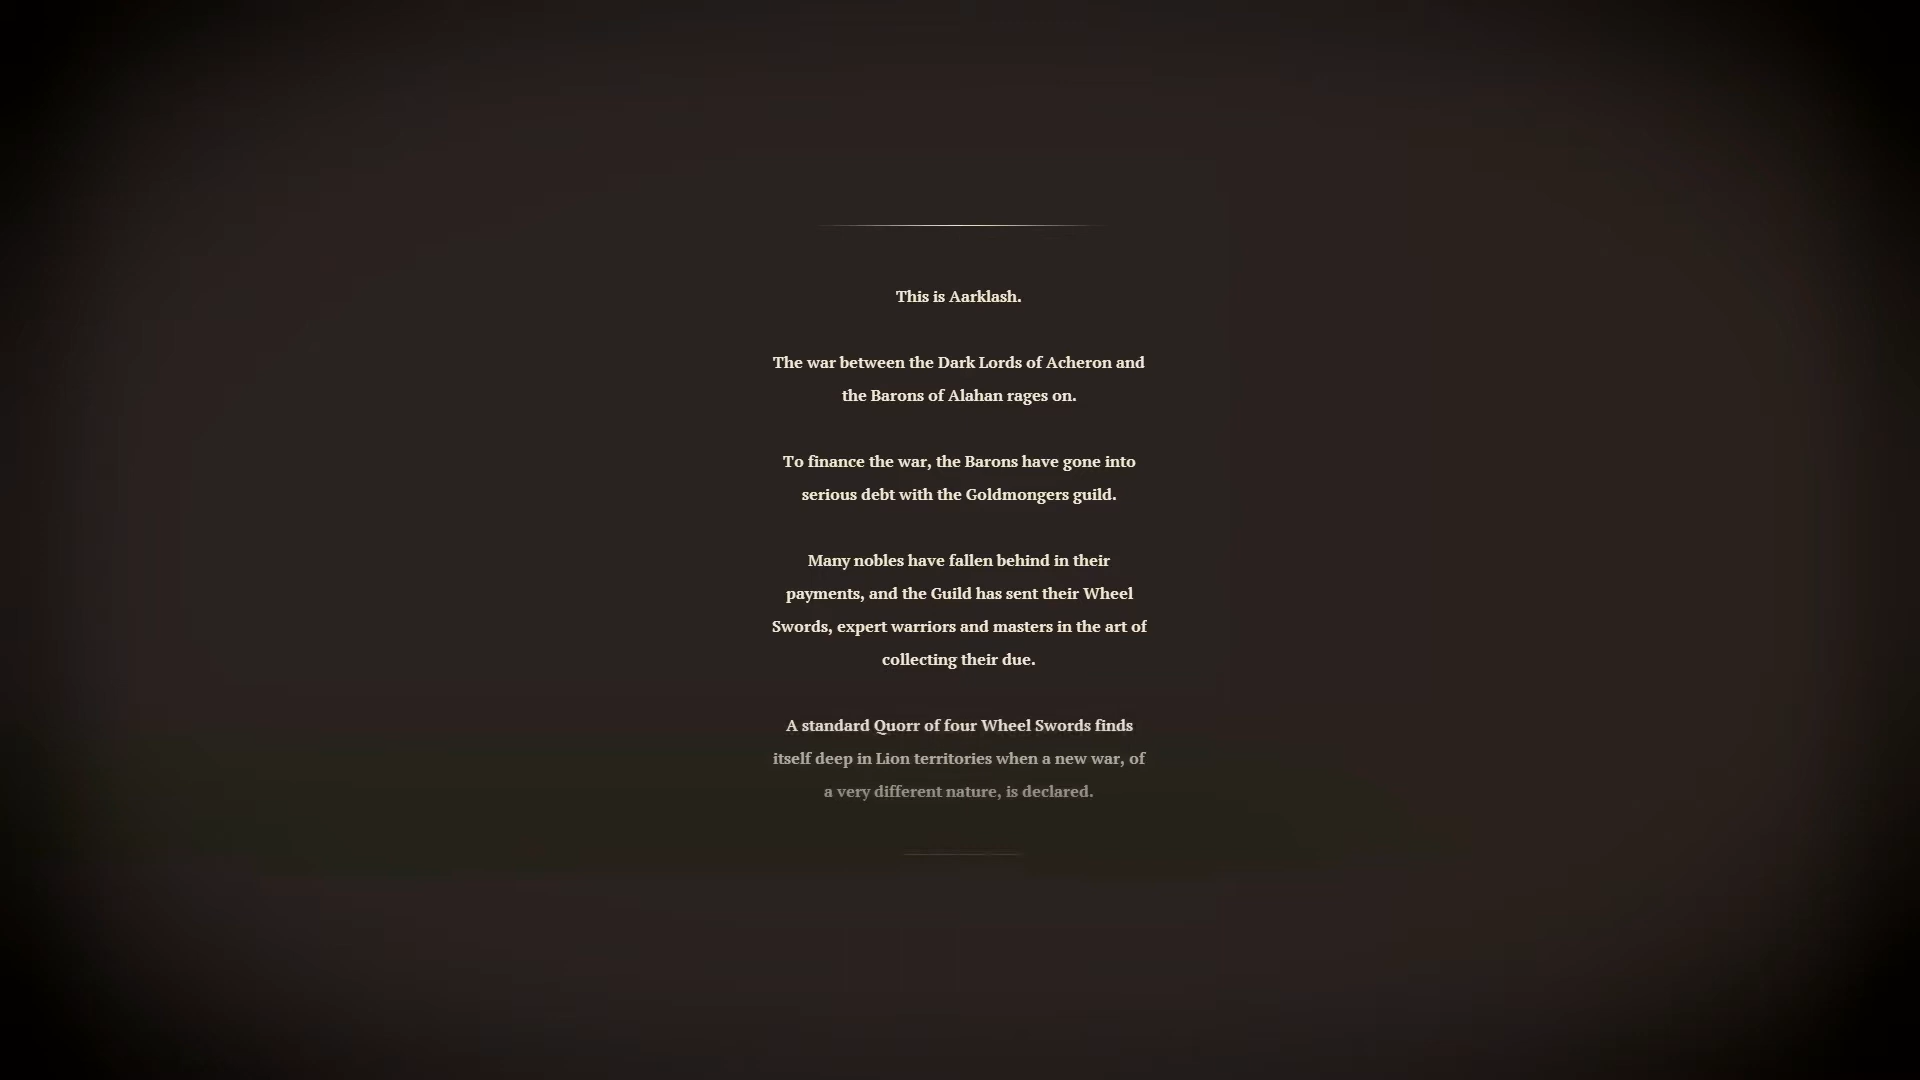 This is Aarklash.
The war between the Dark Lords of Acheron and
the Barons of Alahan rages on.
To finance the war, the Barons have gone into
serious debt with the Goldmongers guild.
Many nobles have fallen behind in their
payments, and the Guild has sent their Wheel
Swords, expert warriors and masters in the art of
collecting their due.
A standard Quorr of four Wheel Swords finds
itself deep in Lion territories when a new war, of
a very different nature, is declared.